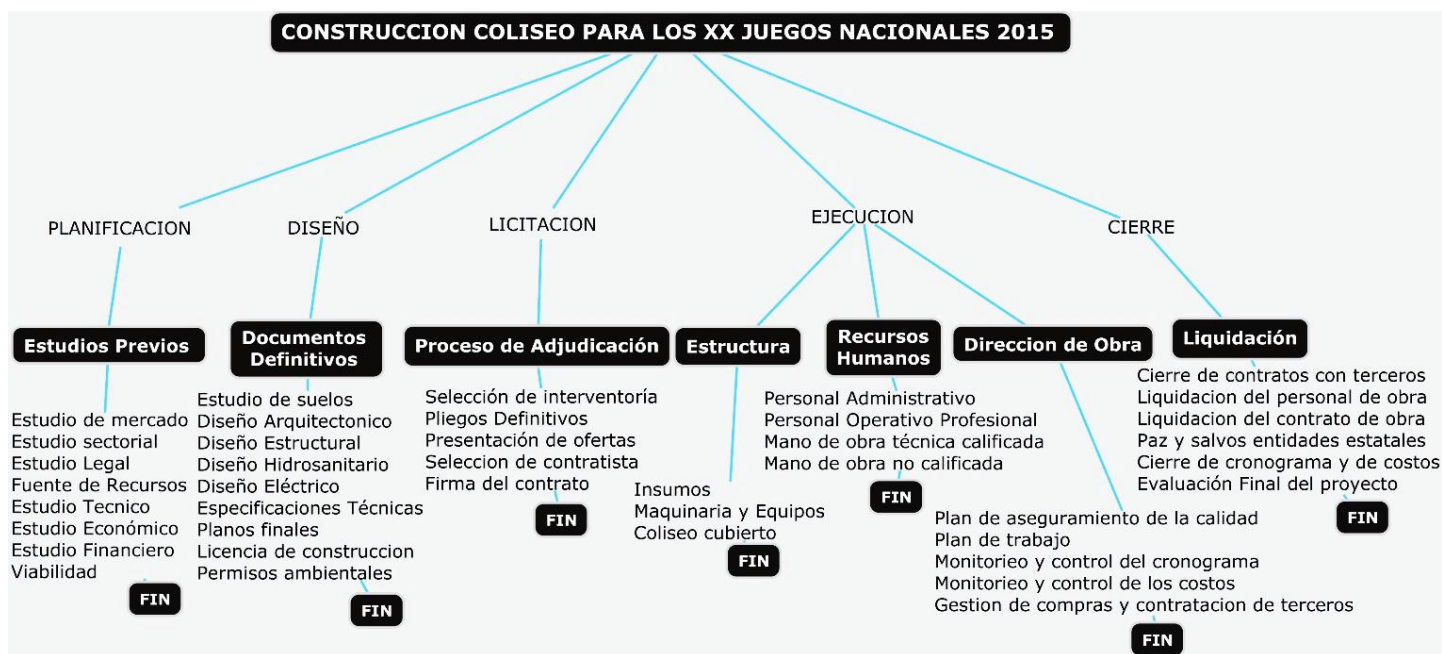 CONSTRUCCION COLISEO PARA LOS XX JUEGOS NACIONALES 2015
PLANIFICACION
DISEÑO
LICITACION
EJECUCION
CIERRE
Estudios Previos
Estudio de mercado
Estudio sectorial
Estudio Legal
Fuente de Recursos
Estudio Tecnico
Estudio Económico
Estudio Financiero
Viabilidad
FIN
Documentos
Definitivos
Estudio de suelos
Diseño Arquitectonico
Diseño Estructural
Diseño Hidrosanitario
Diseño Eléctrico
Especificaciones Técnicas
Planos finales
Licencia de construccion
Permisos ambientales
FIN
Proceso de Adjudicación
Selección de interventoría
Pliegos Definitivos
Presentación de ofertas
Seleccion de contratista
Firma del contrato
FIN
Estructura
Insumos
Maquinaria y Equipos
Coliseo cubierto
FIN
Recursos
Humanos
Personal Administrativo
Personal Operativo Profesional
Mano de obra técnica calificada
Mano de obra no calificada
FIN
Direccion de Obra
Plan de aseguramiento de la calidad
Plan de trabajo
Monitorieo y control del cronograma
Monitorieo y control de los costos
Gestion de compras y contratacion de terceros
FIN
Liquidación
Cierre de contratos con terceros
Liquidacion del personal de obra
Liquidacion del contrato de obra
Paz y salvos entidades estatales
Cierre de cronograma y de costos
Evaluación Final del proyecto
FIN